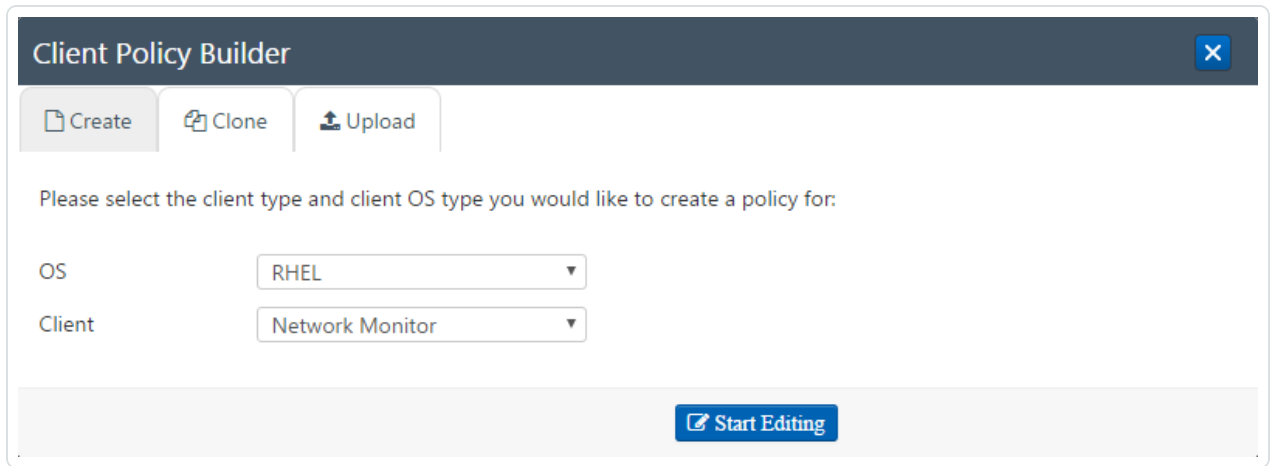 Client Policy Builder
Create
Clone
Upload
Please select the client type and client OS type you would like to create a policy for:
OS
RHEL
Client
Network Monitor
Start Editing